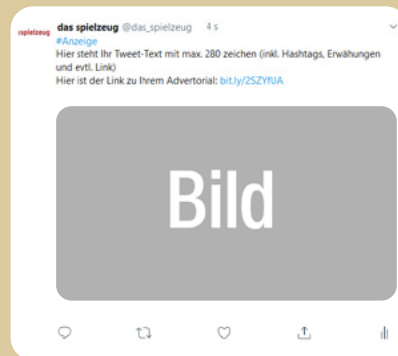 spielzeug
das spielzeug @das_spielzeug 4 s
#Anzeige
Hier steht Ihr Tweet-Text mit max. 280 zeichen (inkl. Hashtags, Erwähungen
und evtl. Link)
Hier ist der Link zu Ihrem Advertorial: bit.ly/2SZYfUA
Bild